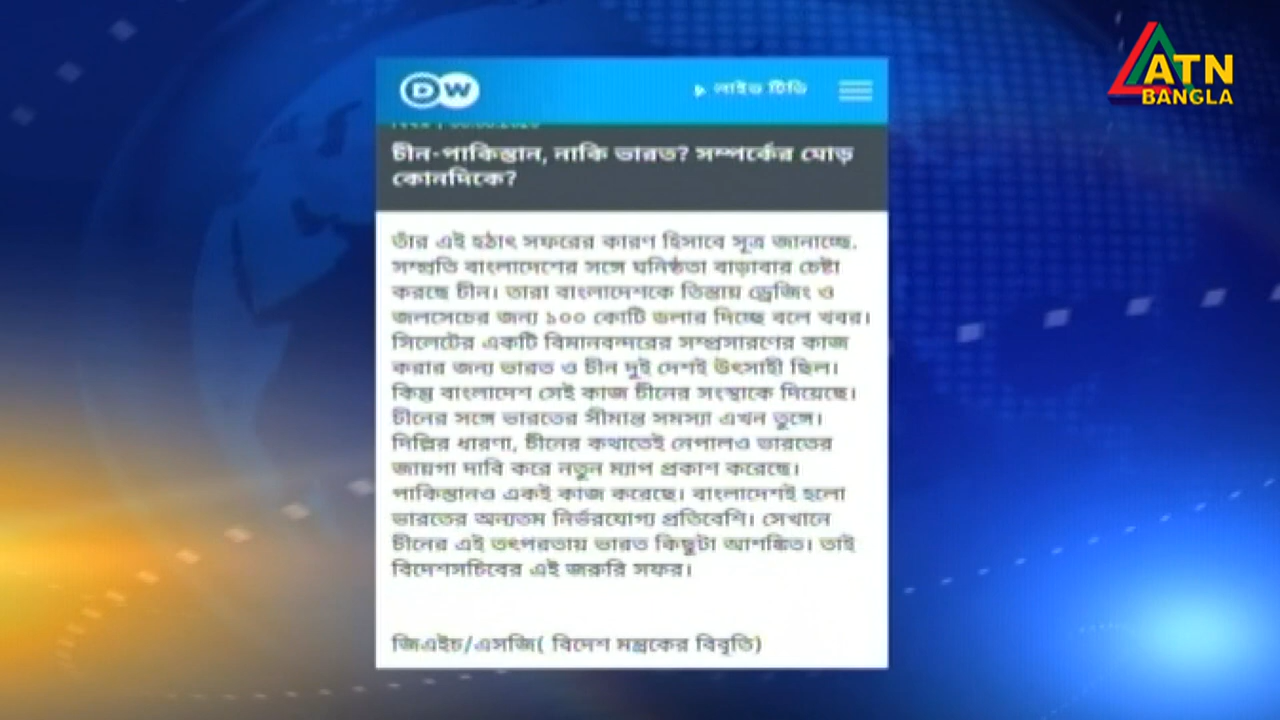 ATN
BANGLA
DW
লাইভ টিভি
চীন-পাকিস্তান, নাকি ভারত? সম্পর্কের মোড়
কোনদিকে?
তাঁর এই হঠাৎ সফরের কারণ হিসাবে সূত্র জানাচ্ছে,
সম্প্রতি বাংলাদেশের সঙ্গে ঘনিষ্ঠতা বাড়াবার চেষ্টা
করছে চীন। তারা বাংলাদেশকে তিস্তায় ড্রেজিং ও
জলসেচের জন্য ১০০ কোটি ডলার দিচ্ছে বলে খবর।
সিলেটের একটি বিমানবন্দরের সম্প্রসারণের কাজ
করার জন্য ভারত ও চীন দুই দেশই উৎসাহী ছিল।
কিন্তু বাংলাদেশ সেই কাজ চীনের সংস্থাকে দিয়েছে।
চীনের সঙ্গে ভারতের সীমান্ত সমস্যা এখন তুঙ্গে।
দিল্লির ধারণা, চীনের কথাতেই নেপালও ভারতের
জায়গা দাবি করে নতুন ম্যাপ প্রকাশ করেছে।
পাকিস্তানও একই কাজ করেছে। বাংলাদেশই হলো
ভারতের অন্যতম নির্ভরযোগ্য প্রতিবেশি। সেখানে
চীনের এই তৎপরতায় ভারত কিছুটা আশঙ্কিত। তাই
বিদেশসচিবের এই জরুরি সফর।
জিএইচ/এসজি( বিদেশ মন্ত্রকের বিবৃতি)